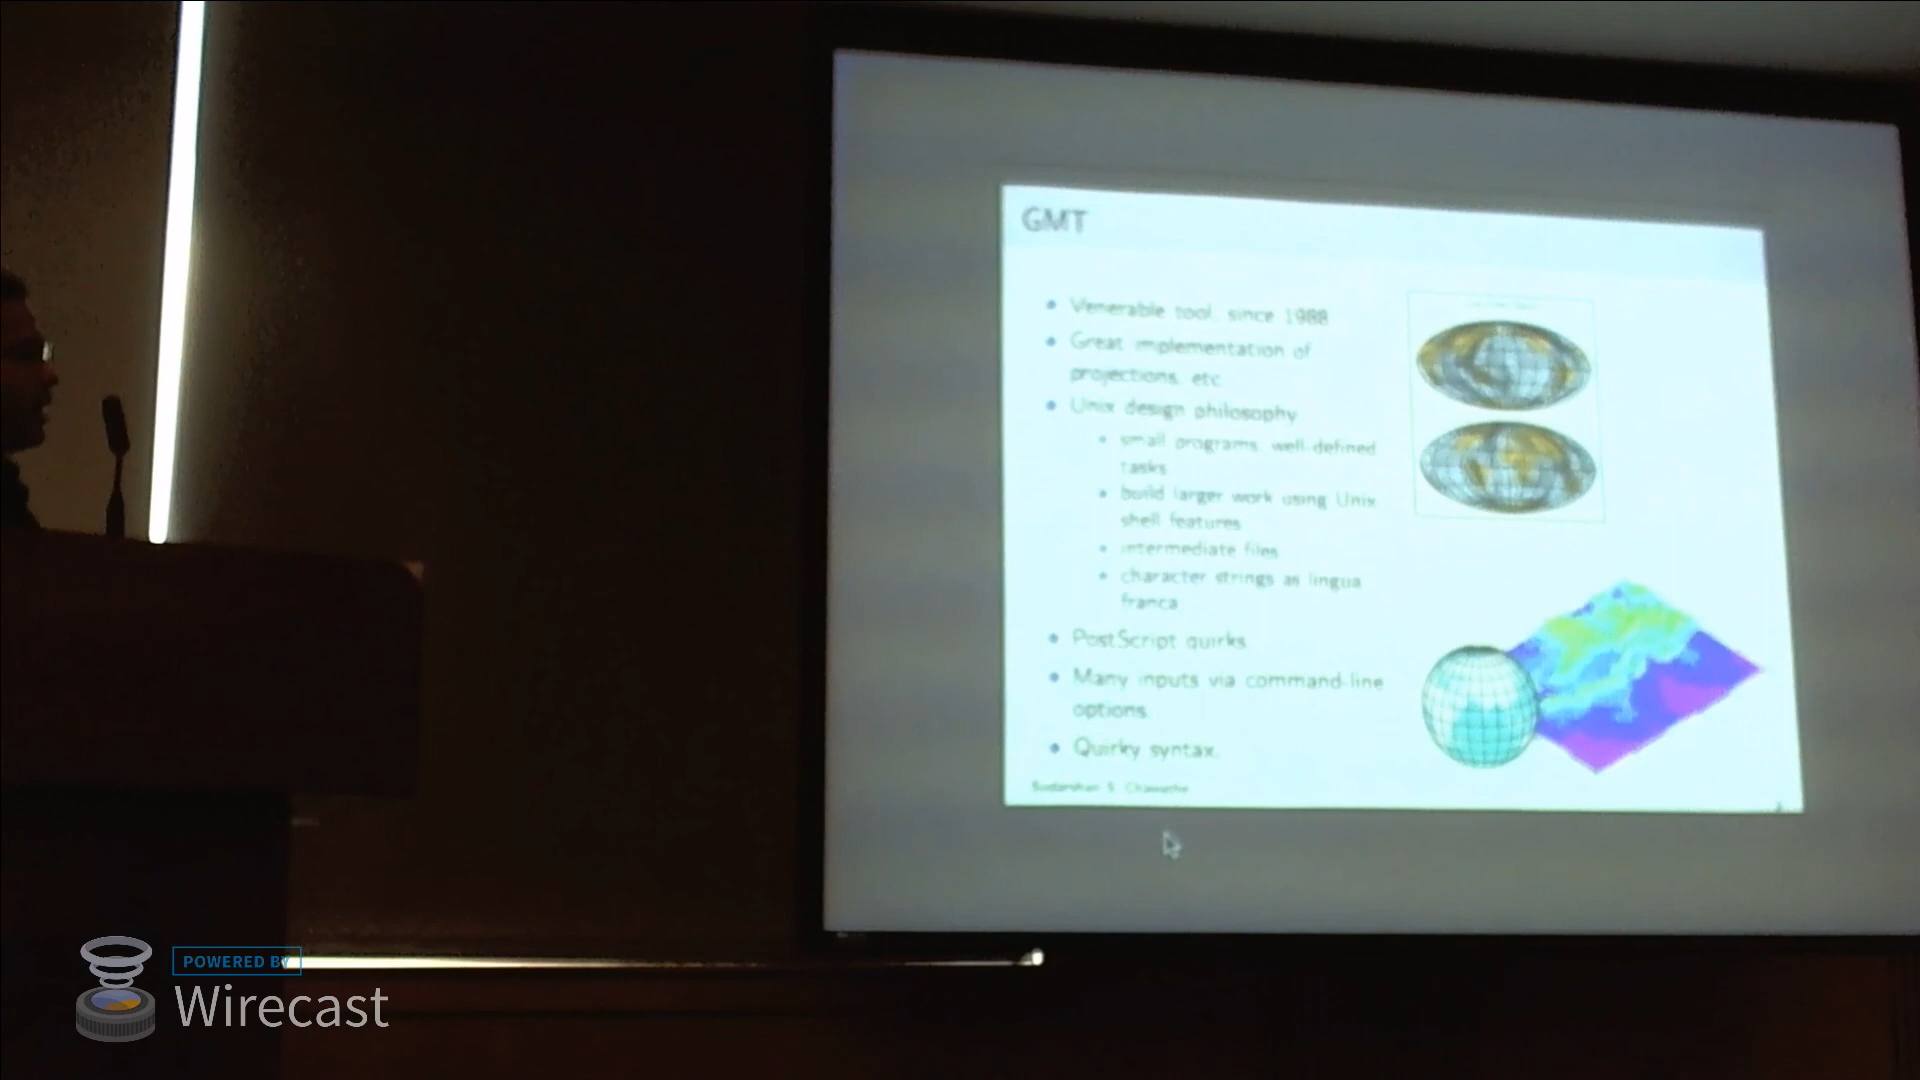 GMT
Venerable tool, since 1988
Great implementation of
projections, etc
Unix design philosophy
small programs, well-defined
tasks
build larger work using Unix
shell features
intermediate files
character strings as lingua
franca
PostScript quirks
Many inputs via command-line
options.
Quirky syntax.
Sudarshan S. Chawathe
POWERED BY
Wirecast